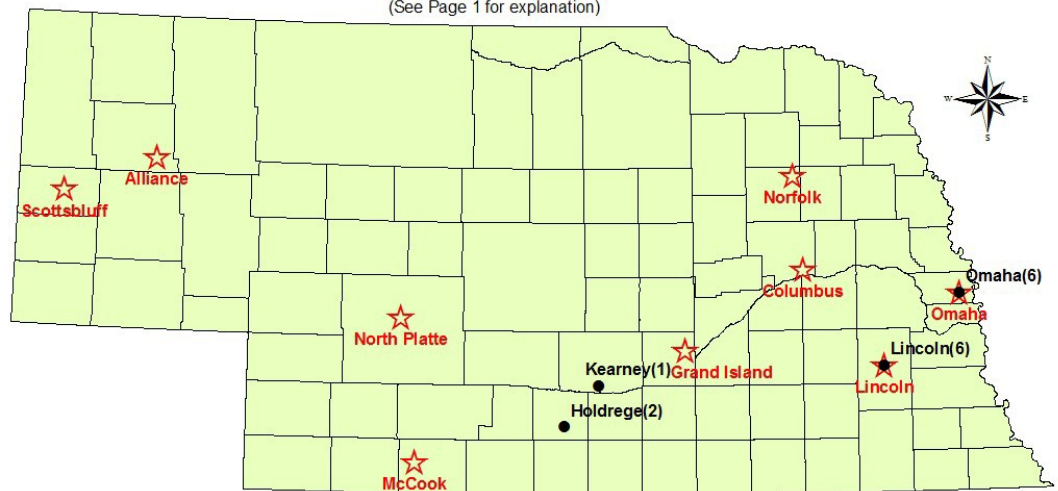 (See Page 1 for explanation)
N
W
E
S
Alliance
Scottsbluff
Norfolk
Omaha(6)
Columbus
Omaha
North Platte
Lincoln(6)
Kearney(1)
Grand Island
Lincoln
Holdrege(2)
McCook